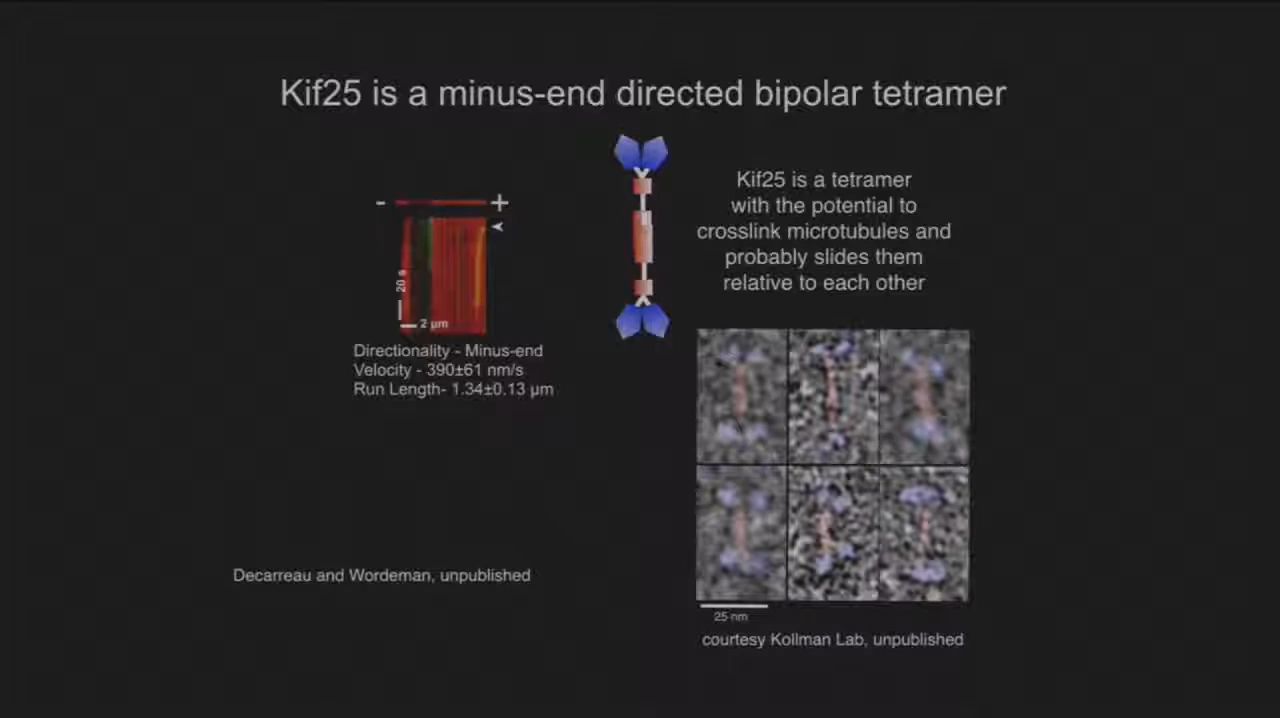 Kif25 is a minus-end directed bipolar tetramer
- +
20 s
2 µm
Directionality - Minus-end
Velocity - 390±61 nm/s
Run Length- 1.34±0.13 µm
Kif25 is a tetramer
with the potential to
crosslink microtubules and
probably slides them
relative to each other
25 nm
Decarreau and Wordeman, unpublished
courtesy Kollman Lab, unpublished